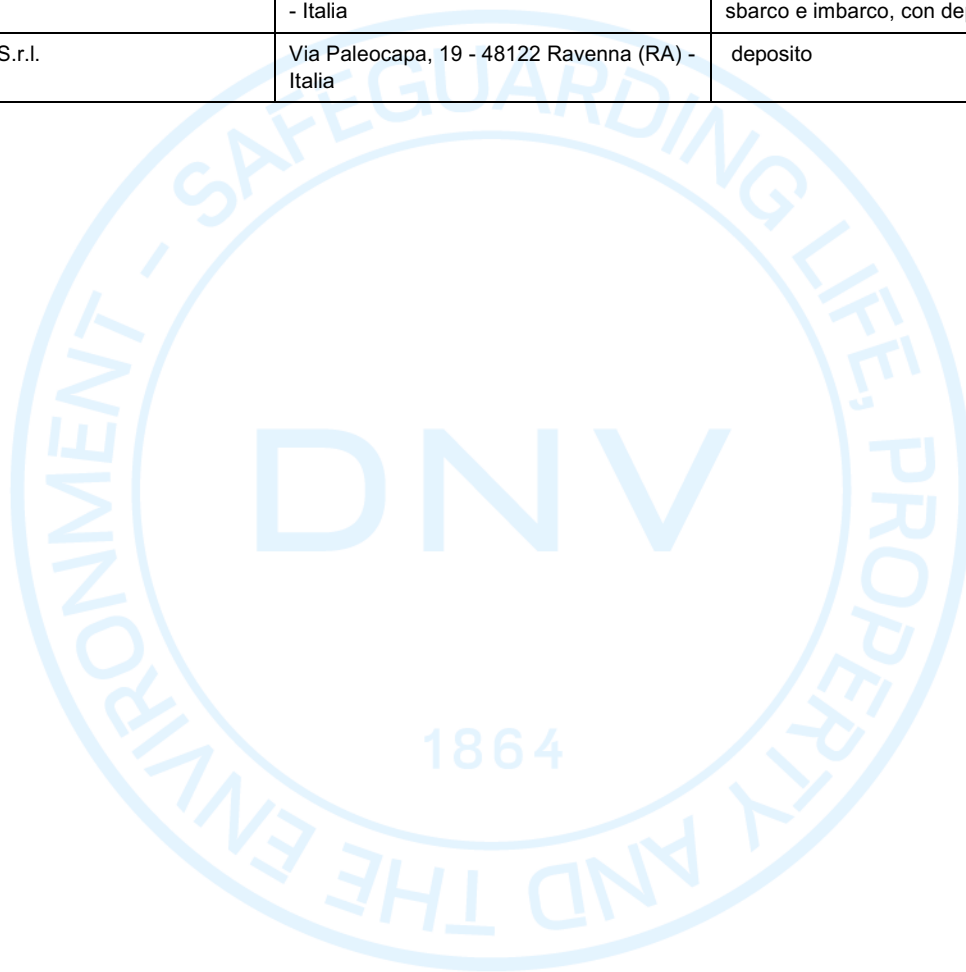 - Italia
sbarco e imbarco, con
S.r.l.
Via Paleocapa, 19 - 48122 Ravenna (RA) -
Italia
deposito
SAFEGUARDING LIFE, PROPERTY AND THE ENVIRONMENT -
DNV
1864